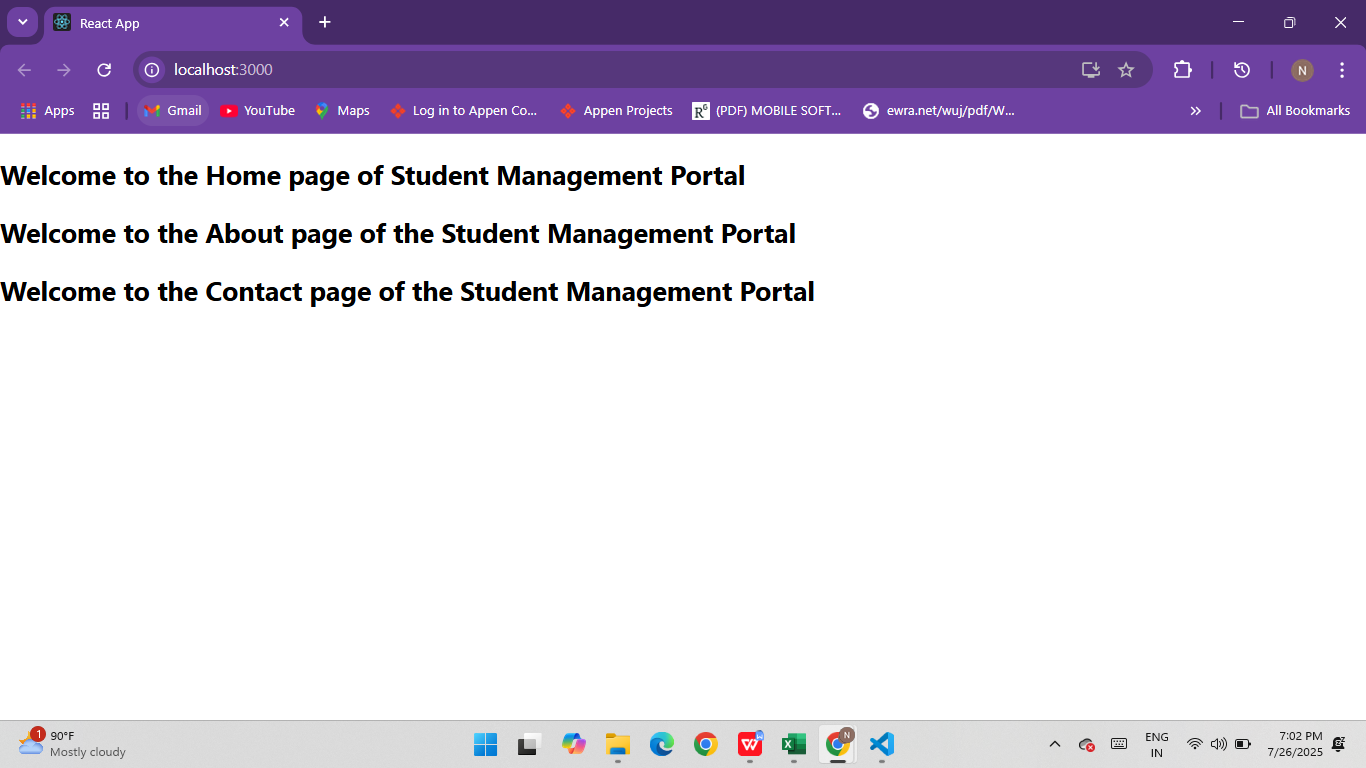 React App
localhost:3000
N
Apps
Gmail
YouTube
Maps
Log in to Appen Co...
Appen Projects
R^G
(PDF) MOBILE SOFT...
ewra.net/wuj/pdf/W...
All Bookmarks
Welcome to the Home page of Student Management Portal
Welcome to the About page of the Student Management Portal
Welcome to the Contact page of the Student Management Portal
1
90°F
Mostly cloudy
W
N
ENG
IN
7:02 PM
7/26/2025